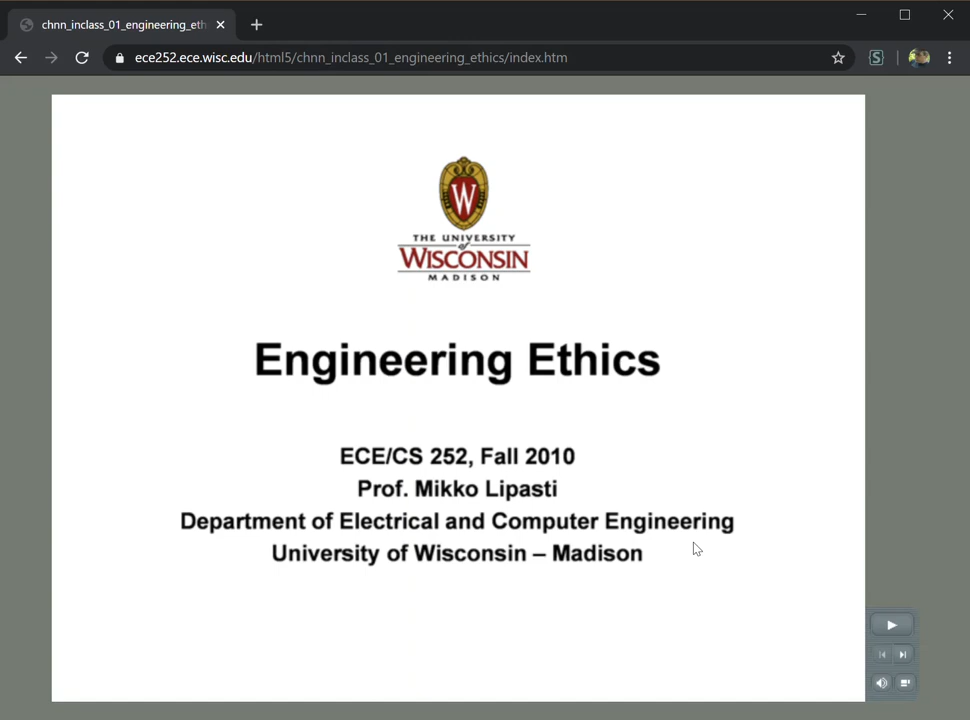 chnn_inclass_01_engineering_eth
ece252.ece.wisc.edu/html5/chnn_inclass_01_engineering_ethics/index.htm
S
W
THE UNIVERSITY
of
WISCONSIN
MADISON
Engineering Ethics
ECE/CS 252, Fall 2010
Prof. Mikko Lipasti
Department of Electrical and Computer Engineering
University of Wisconsin – Madison